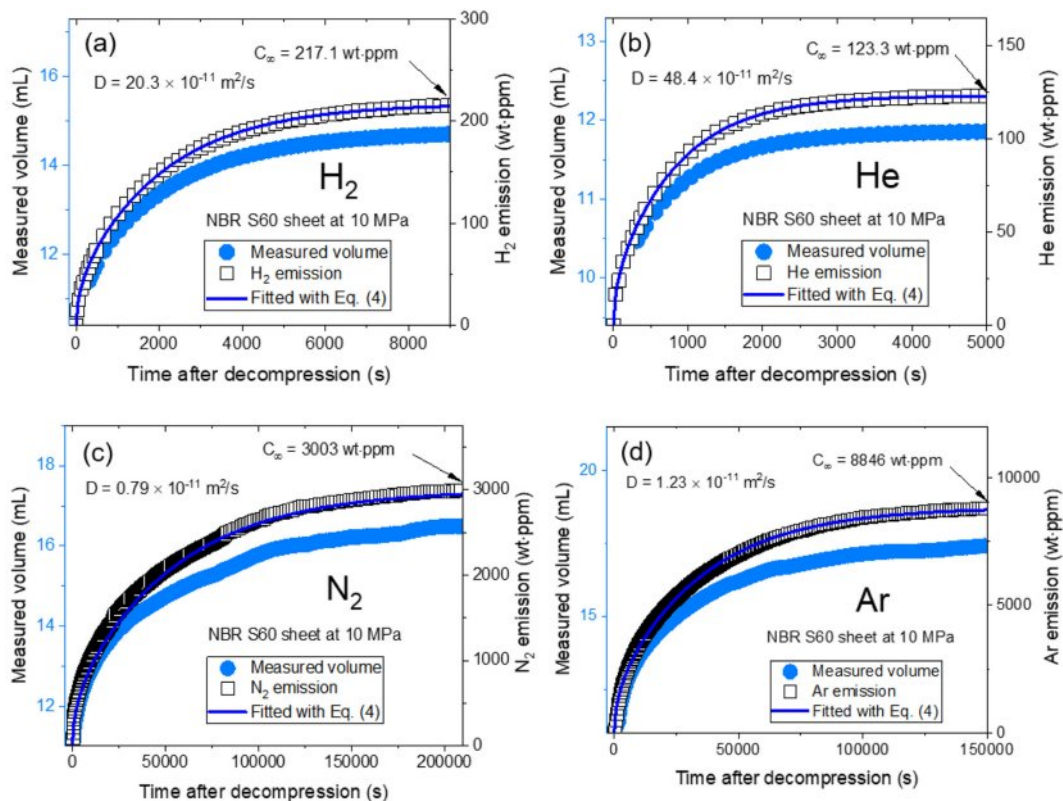 (a)
C∞ = 217.1 wt·ppm
D = 20.3 × 10⁻¹¹ m²/s
H₂
NBR S60 sheet at 10 MPa
Measured volume
H₂ emission
Fitted with Eq. (4)
Measured volume (mL)
16
14
12
H₂ emission (wt·ppm)
300
200
100
0
0 2000 4000 6000 8000
Time after decompression (s)
(b)
C∞ = 123.3 wt·ppm
D = 48.4 × 10⁻¹¹ m²/s
He
NBR S60 sheet at 10 MPa
Measured volume
He emission
Fitted with Eq. (4)
Measured volume (mL)
13
12
11
10
He emission (wt·ppm)
150
100
50
0
0 1000 2000 3000 4000 5000
Time after decompression (s)
(c)
C∞ = 3003 wt·ppm
D = 0.79 × 10⁻¹¹ m²/s
N₂
NBR S60 sheet at 10 MPa
Measured volume
N₂ emission
Fitted with Eq. (4)
Measured volume (mL)
18
16
14
12
N₂ emission (wt·ppm)
3000
2000
1000
0
0 50000 100000 150000 200000
Time after decompression (s)
(d)
C∞ = 8846 wt·ppm
D = 1.23 × 10⁻¹¹ m²/s
Ar
NBR S60 sheet at 10 MPa
Measured volume
Ar emission
Fitted with Eq. (4)
Measured volume (mL)
20
15
Ar emission (wt·ppm)
10000
5000
0
0 50000 100000 150000
Time after decompression (s)